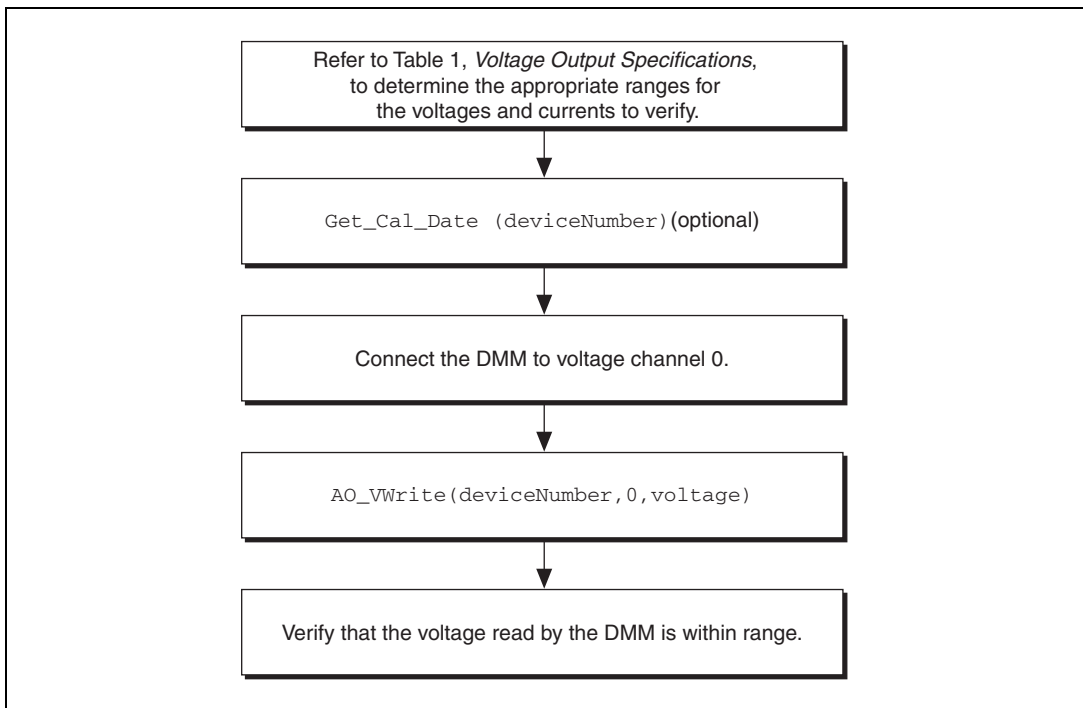 Refer to Table 1, Voltage Output Specifications,
to determine the appropriate ranges for
the voltages and currents to verify.
Get_Cal_Date (deviceNumber)(optional)
Connect the DMM to voltage channel 0.
AO_VWrite(deviceNumber,0,voltage)
Verify that the voltage read by the DMM is within range.